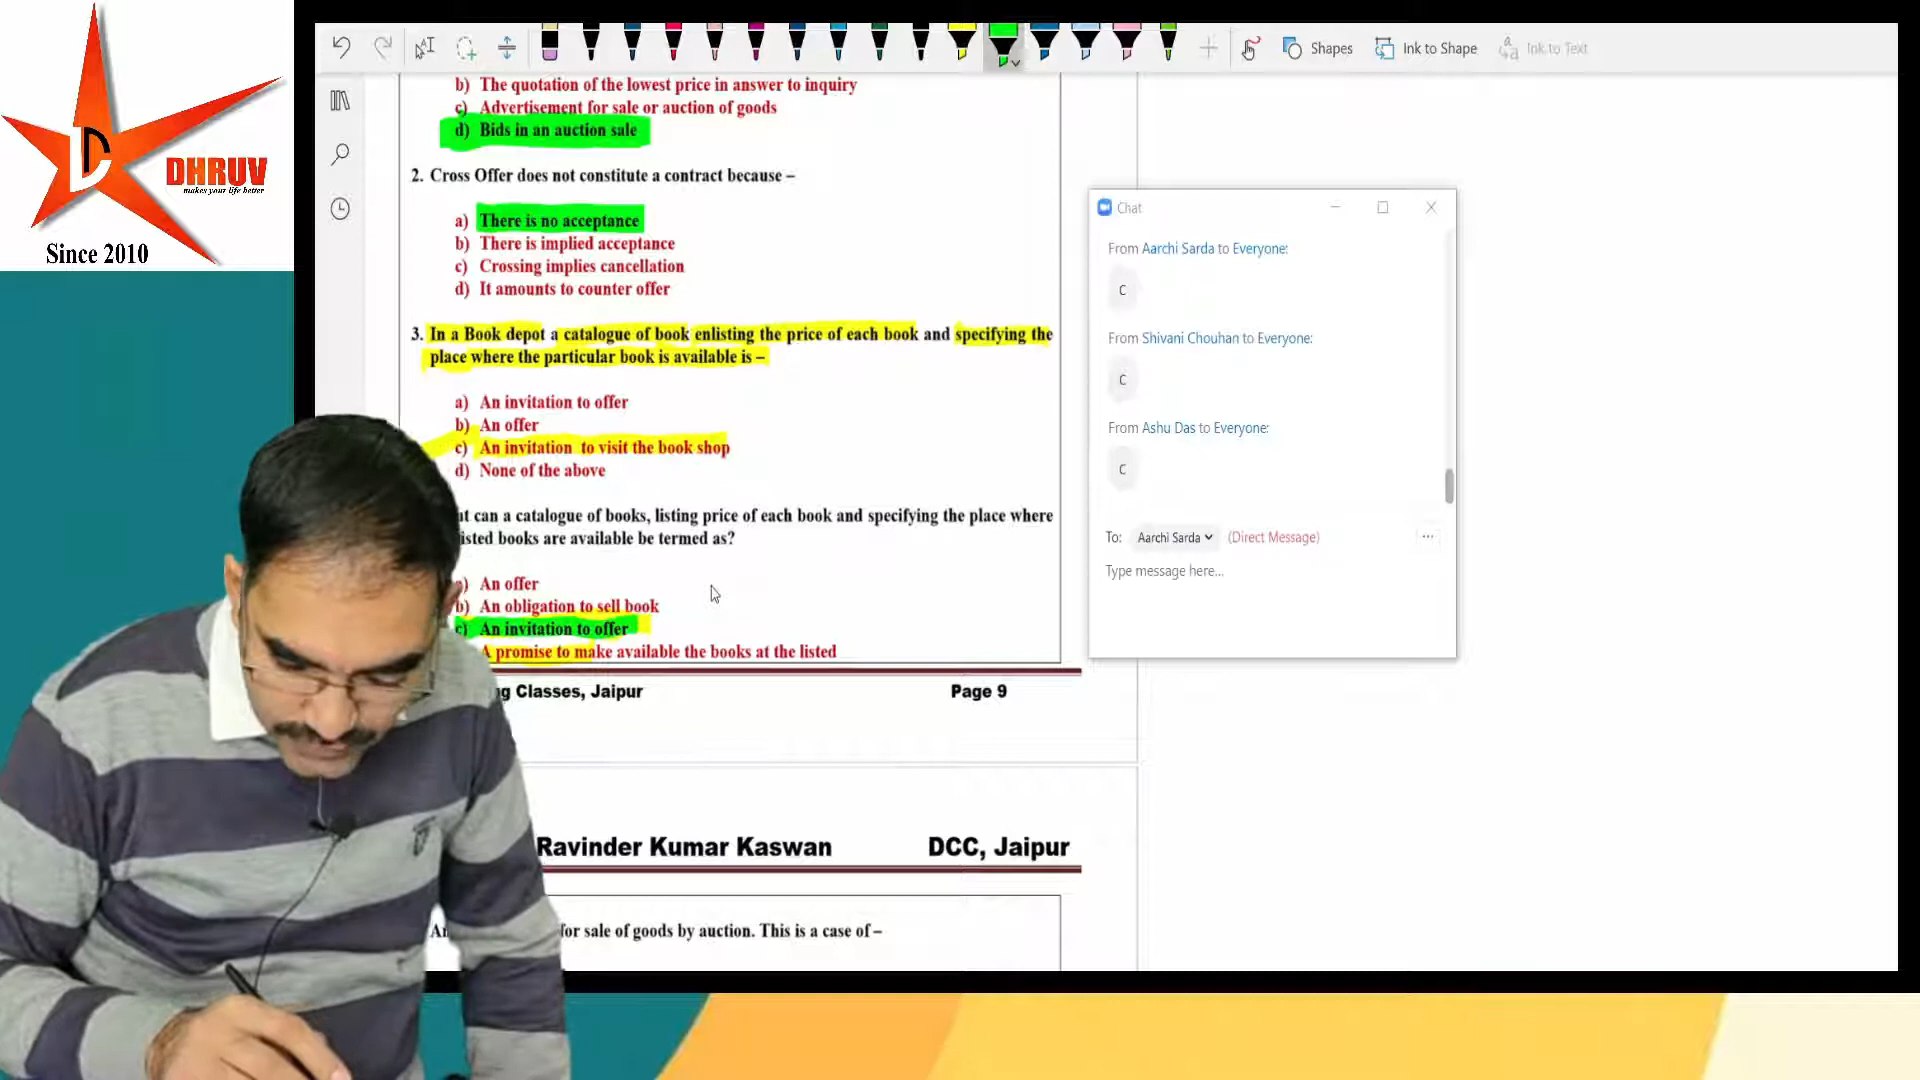 DHRUV
makes your life better
Since 2010
Shapes
Ink to Shape
Ink to Text
b) The quotation of the lowest price in answer to inquiry
c) Advertisement for sale or auction of goods
d) Bids in an auction sale
2. Cross Offer does not constitute a contract because –
a) There is no acceptance
b) There is implied acceptance
c) Crossing implies cancellation
d) It amounts to counter offer
3. In a Book depot a catalogue of book enlisting the price of each book and specifying the
place where the particular book is available is –
a) An invitation to offer
b) An offer
c) An invitation to visit the book shop
d) None of the above
can a catalogue of books, listing price of each book and specifying the place where
listed books are available be termed as?
An offer
b) An obligation to sell book
c) An invitation to offer
A promise to make available the books at the listed
Classes, Jaipur
Page 9
Ravinder Kumar Kaswan
DCC, Jaipur
for sale of goods by auction. This is a case of –
Chat
From Aarchi Sarda to Everyone:
C
From Shivani Chouhan to Everyone:
C
From Ashu Das to Everyone:
C
To: Aarchi Sarda (Direct Message)
Type message here...